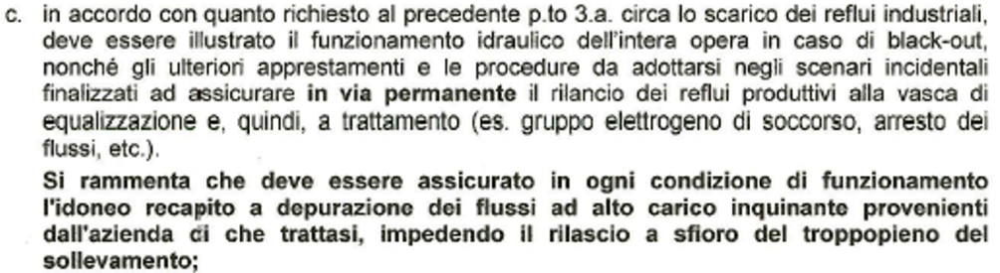 c. in accordo con quanto richiesto al precedente p.to 3.a. circa lo scarico dei reflui industriali,
deve essere illustrato il funzionamento idraulico dell'intera opera in caso di black-out,
nonché gli ulteriori apprestamenti e le procedure da adottarsi negli scenari incidentali
finalizzati ad assicurare in via permanente il rilancio dei reflui produttivi alla vasca di
equalizzazione e, quindi, a trattamento (es. gruppo elettrogeno di soccorso, arresto dei
flussi, etc.).
Si rammenta che deve essere assicurato in ogni condizione di funzionamento
l'idoneo recapito a depurazione dei flussi ad alto carico inquinante provenienti
dall'azienda di che trattasi, impedendo il rilascio a sfioro del troppopieno del
sollevamento;